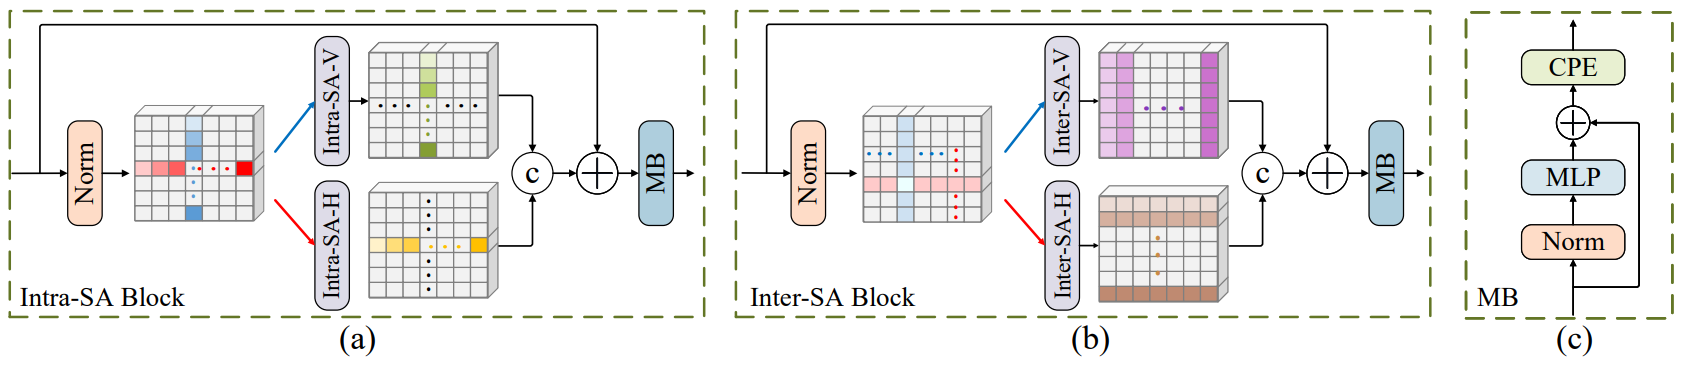 Norm
Intra-SA-V
Intra-SA-H
c
MB
Intra-SA Block
(a)
Norm
Inter-SA-V
Inter-SA-H
c
MB
Inter-SA Block
(b)
CPE
MLP
Norm
MB
(c)